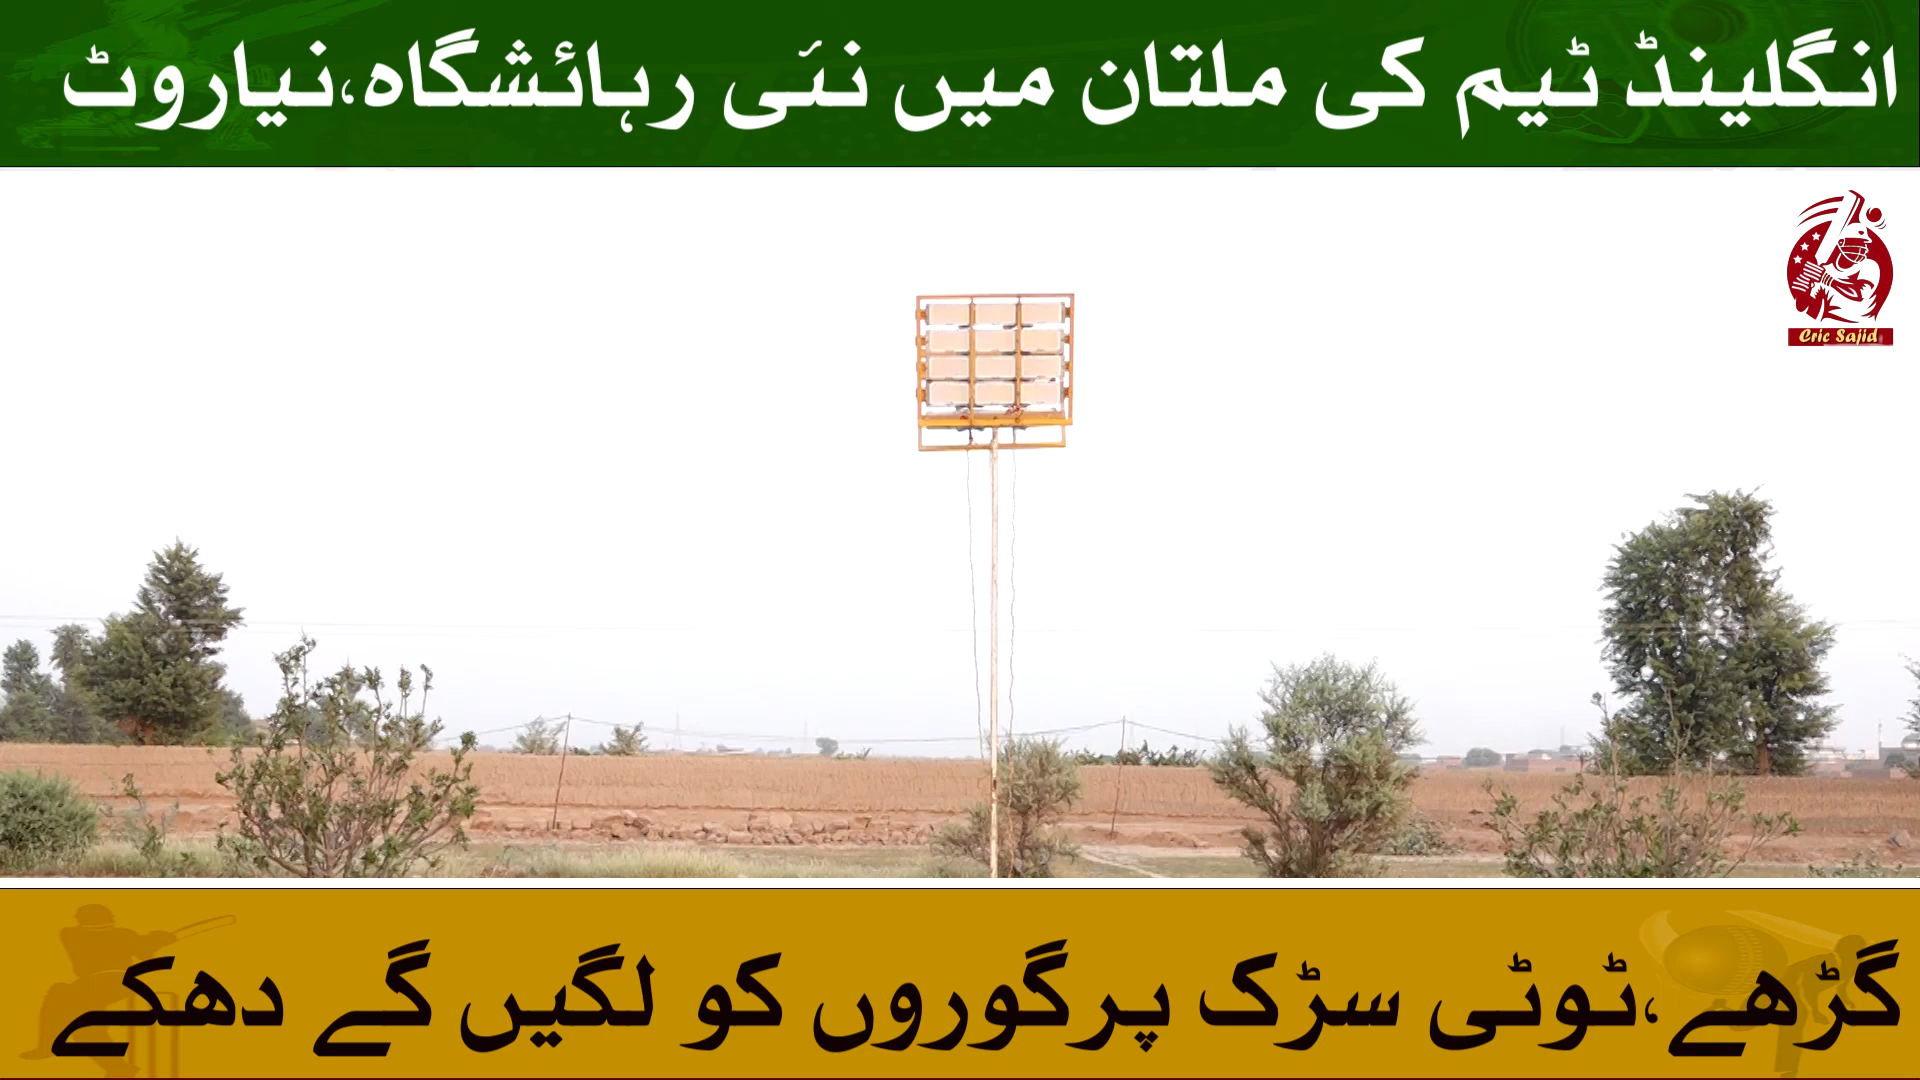 انگلینڈ ٹیم کی ملتان میں نئی رہائشگاہ،نیاروٹ
Cric Sajid
گڑھے،ٹوٹی سڑک پرگوروں کو لگیں گے دھکے